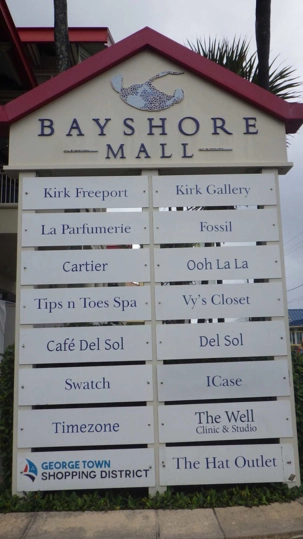 BAYSHORE
MALL
Kirk Freeport
Kirk Gallery
La Parfumerie
Fossil
Cartier
Ooh La La
Tips n Toes Spa
Vy's Closet
Café Del Sol
Del Sol
Swatch
ICase
Timezone
The Well
Clinic & Studio
GEORGE TOWN
SHOPPING DISTRICT
The Hat Outlet